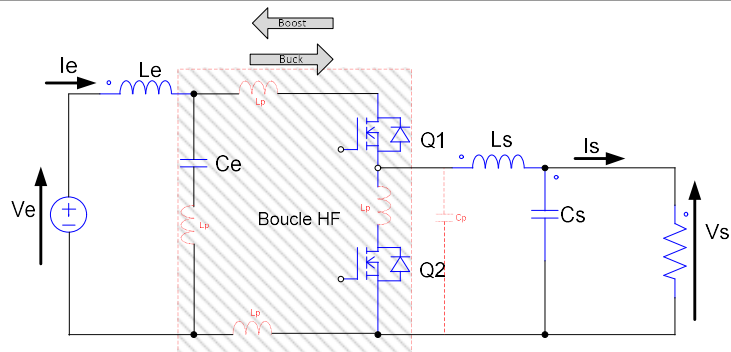 Boost
Buck
Ie
Le
Lp
Q1
Ls
Is
Ce
Ve
Lp
Boucle HF
Lp
Cp
Cs
Vs
Q2
Lp